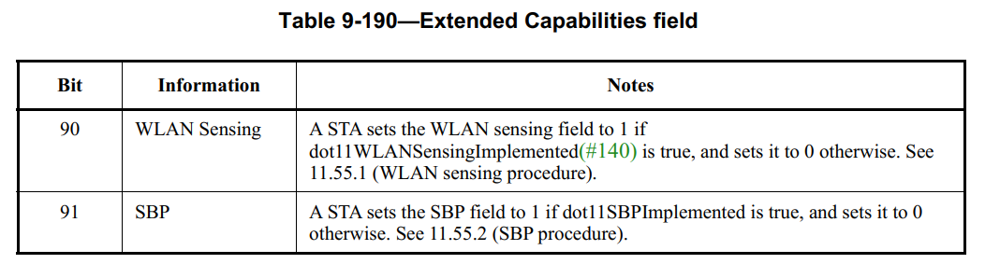 Table 9-190—Extended Capabilities field
Bit Information Notes
90 WLAN Sensing A STA sets the WLAN sensing field to 1 if
dot11WLANSensingImplemented(#140) is true, and sets it to 0 otherwise. See
11.55.1 (WLAN sensing procedure).
91 SBP A STA sets the SBP field to 1 if dot11SBPImplemented is true, and sets it to 0
otherwise. See 11.55.2 (SBP procedure).